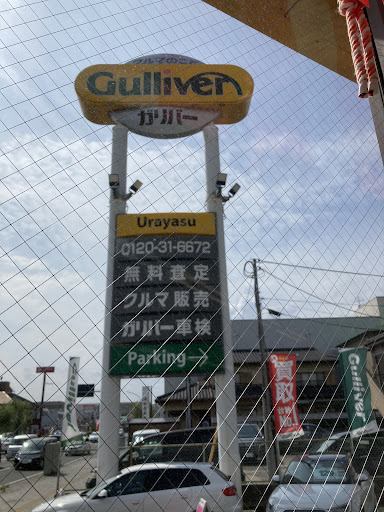 クルマのことなら
Gulliver
ガリバー
Urayasu
0120-31-6672
無料査定
クルマ販売
ガリバー車検
Parking→
買取
Gulliver